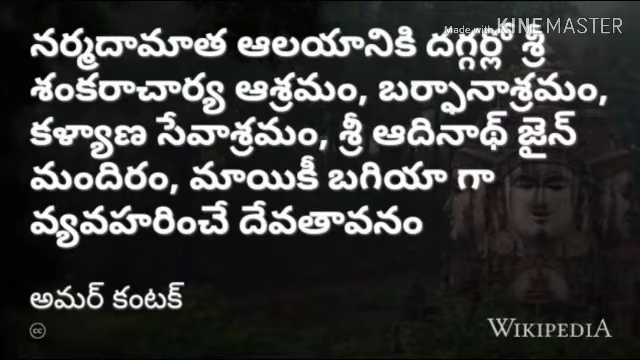 Made with KINEMASTER
నర్మదామాత ఆలయానికి దగ్గర్లో శ్రీ
శంకరాచార్య ఆశ్రమం, బర్ఫానాశ్రమం,
కళ్యాణ సేవాశ్రమం, శ్రీ ఆదినాథ్ జైన్
మందిరం, మాయికీ బగియా గా
వ్యవహరించే దేవతావనం
అమర్ కంటక్
cc
WIKIPEDIA